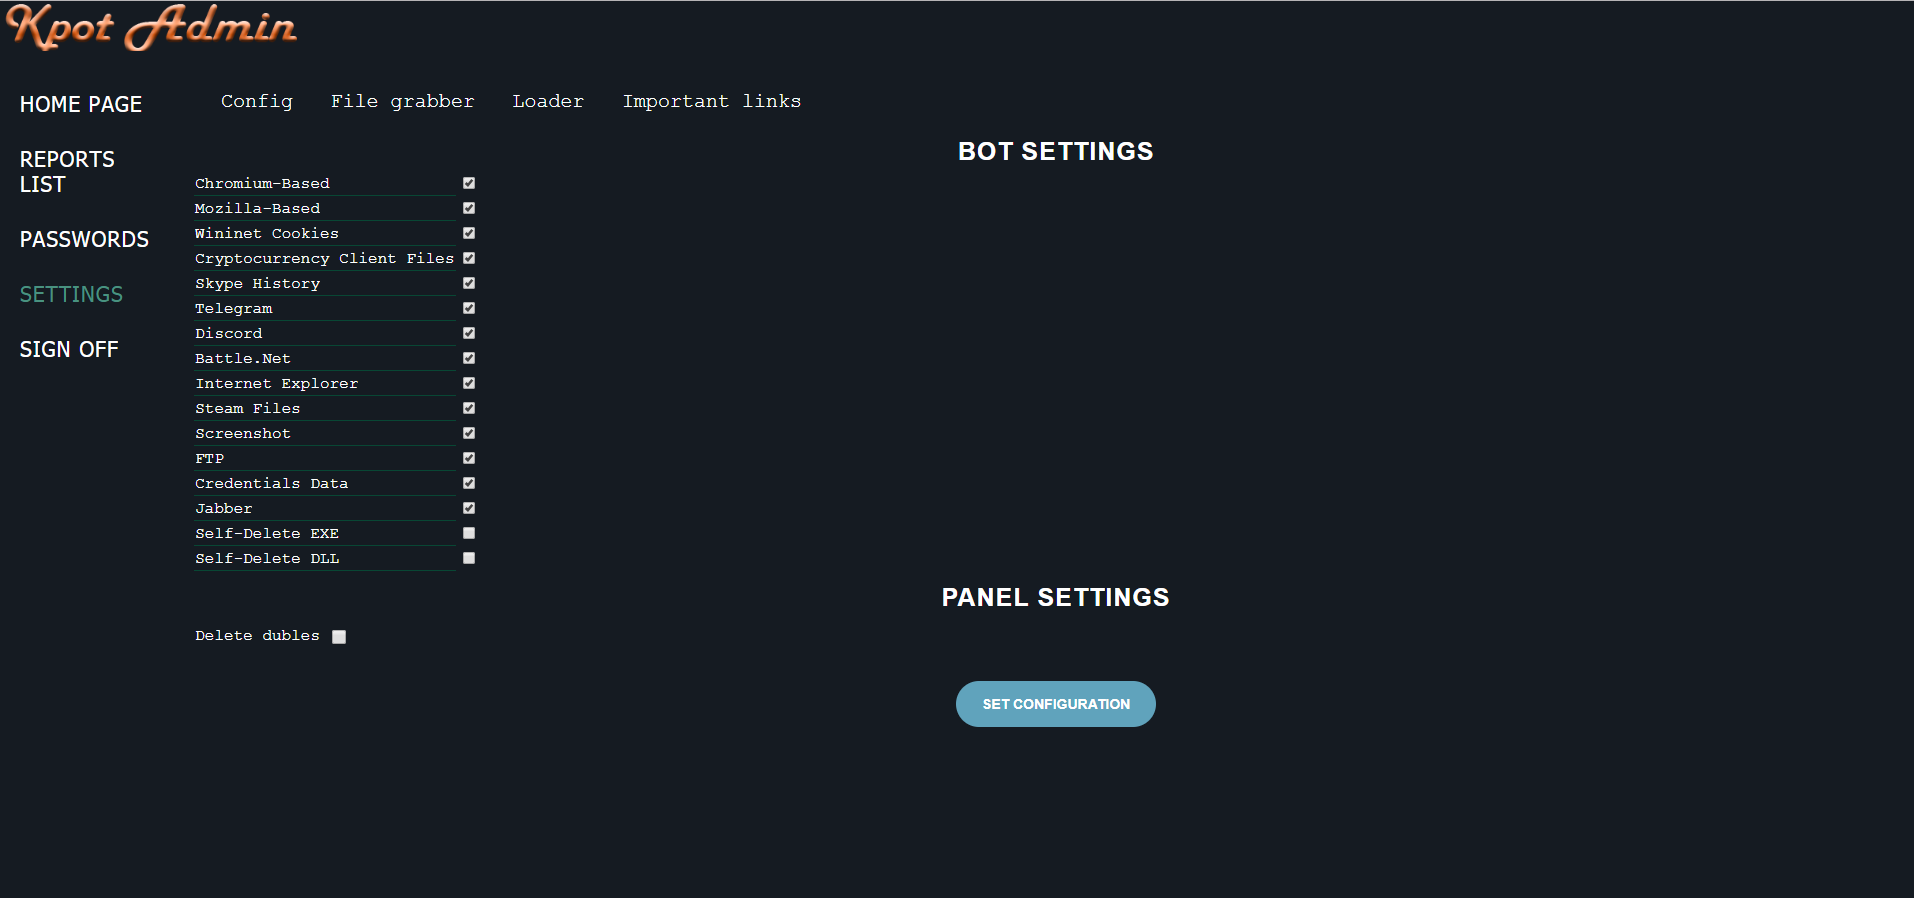 Kpot Admin
HOME PAGE
REPORTS
LIST
PASSWORDS
SETTINGS
SIGN OFF
Config File grabber Loader Important links
BOT SETTINGS
Chromium-Based
Mozilla-Based
Wininet Cookies
Cryptocurrency Client Files
Skype History
Telegram
Discord
Battle.Net
Internet Explorer
Steam Files
Screenshot
FTP
Credentials Data
Jabber
Self-Delete EXE
Self-Delete DLL
PANEL SETTINGS
Delete dubles
SET CONFIGURATION